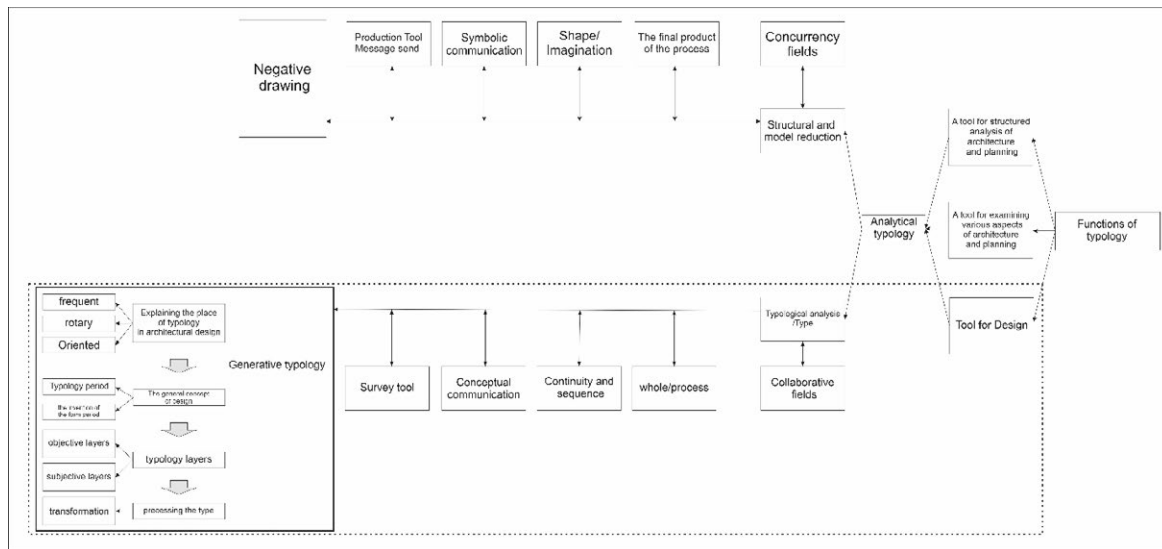 Negative
drawing
Production Tool
Message send
Symbolic
communication
Shape/
Imagination
The final product
of the process
Concurrency
fields
Structural and
model reduction
A tool for structured
analysis of
architecture
and planning
Analytical
typology
A tool for examining
various aspects
of architecture
and planning
Functions of
typology
frequent
rotary
Oriented
Explaining the place
of typology
in architectural design
Generative typology
Typological analysis
/Type
Tool for Design
Typology period
the form period
The general concept
of design
Survey tool
Conceptual
communication
Continuity and
sequence
whole/process
Collaborative
fields
objective layers
subjective layers
typology layers
transformation
processing the type